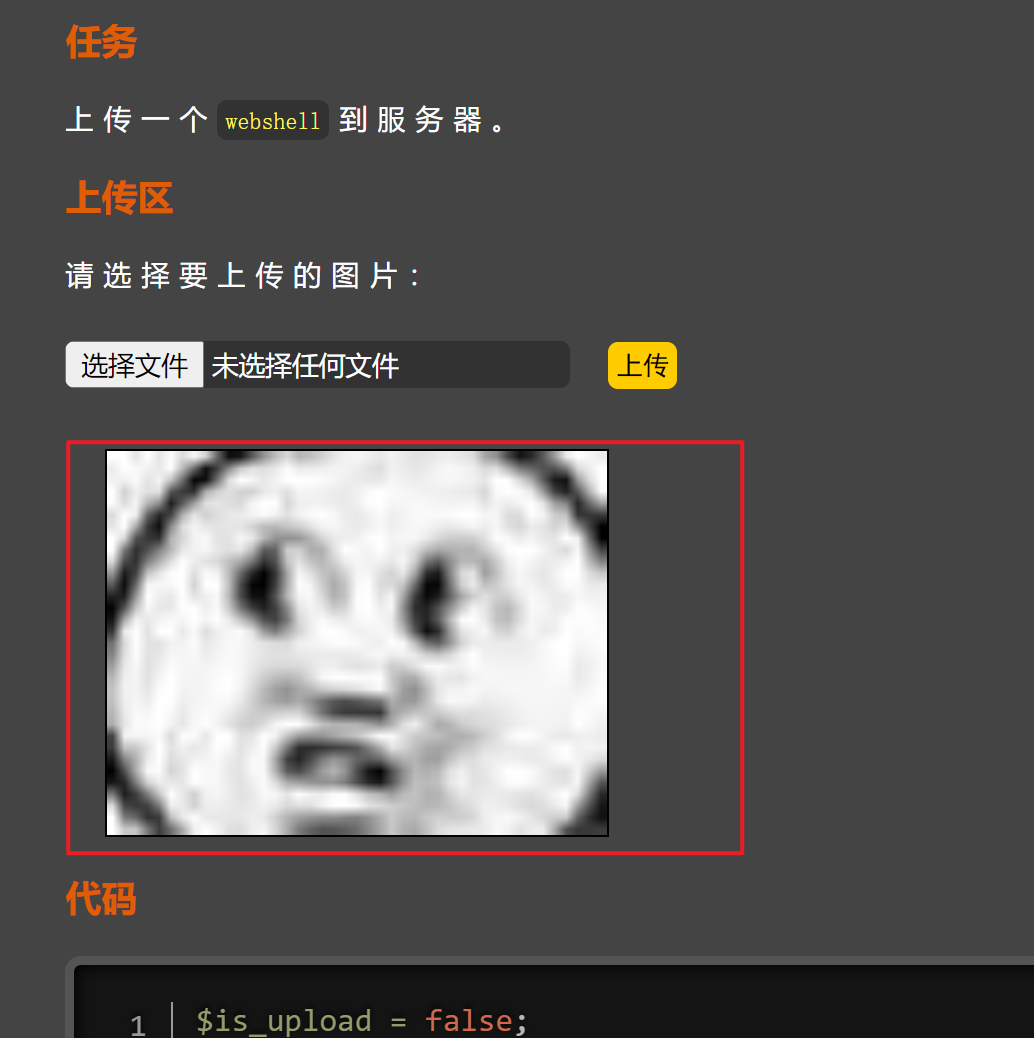 任务
上传一个 webshell 到服务器。
上传区
请选择要上传的图片：
选择文件 未选择任何文件 上传
代码
1 $is_upload = false;